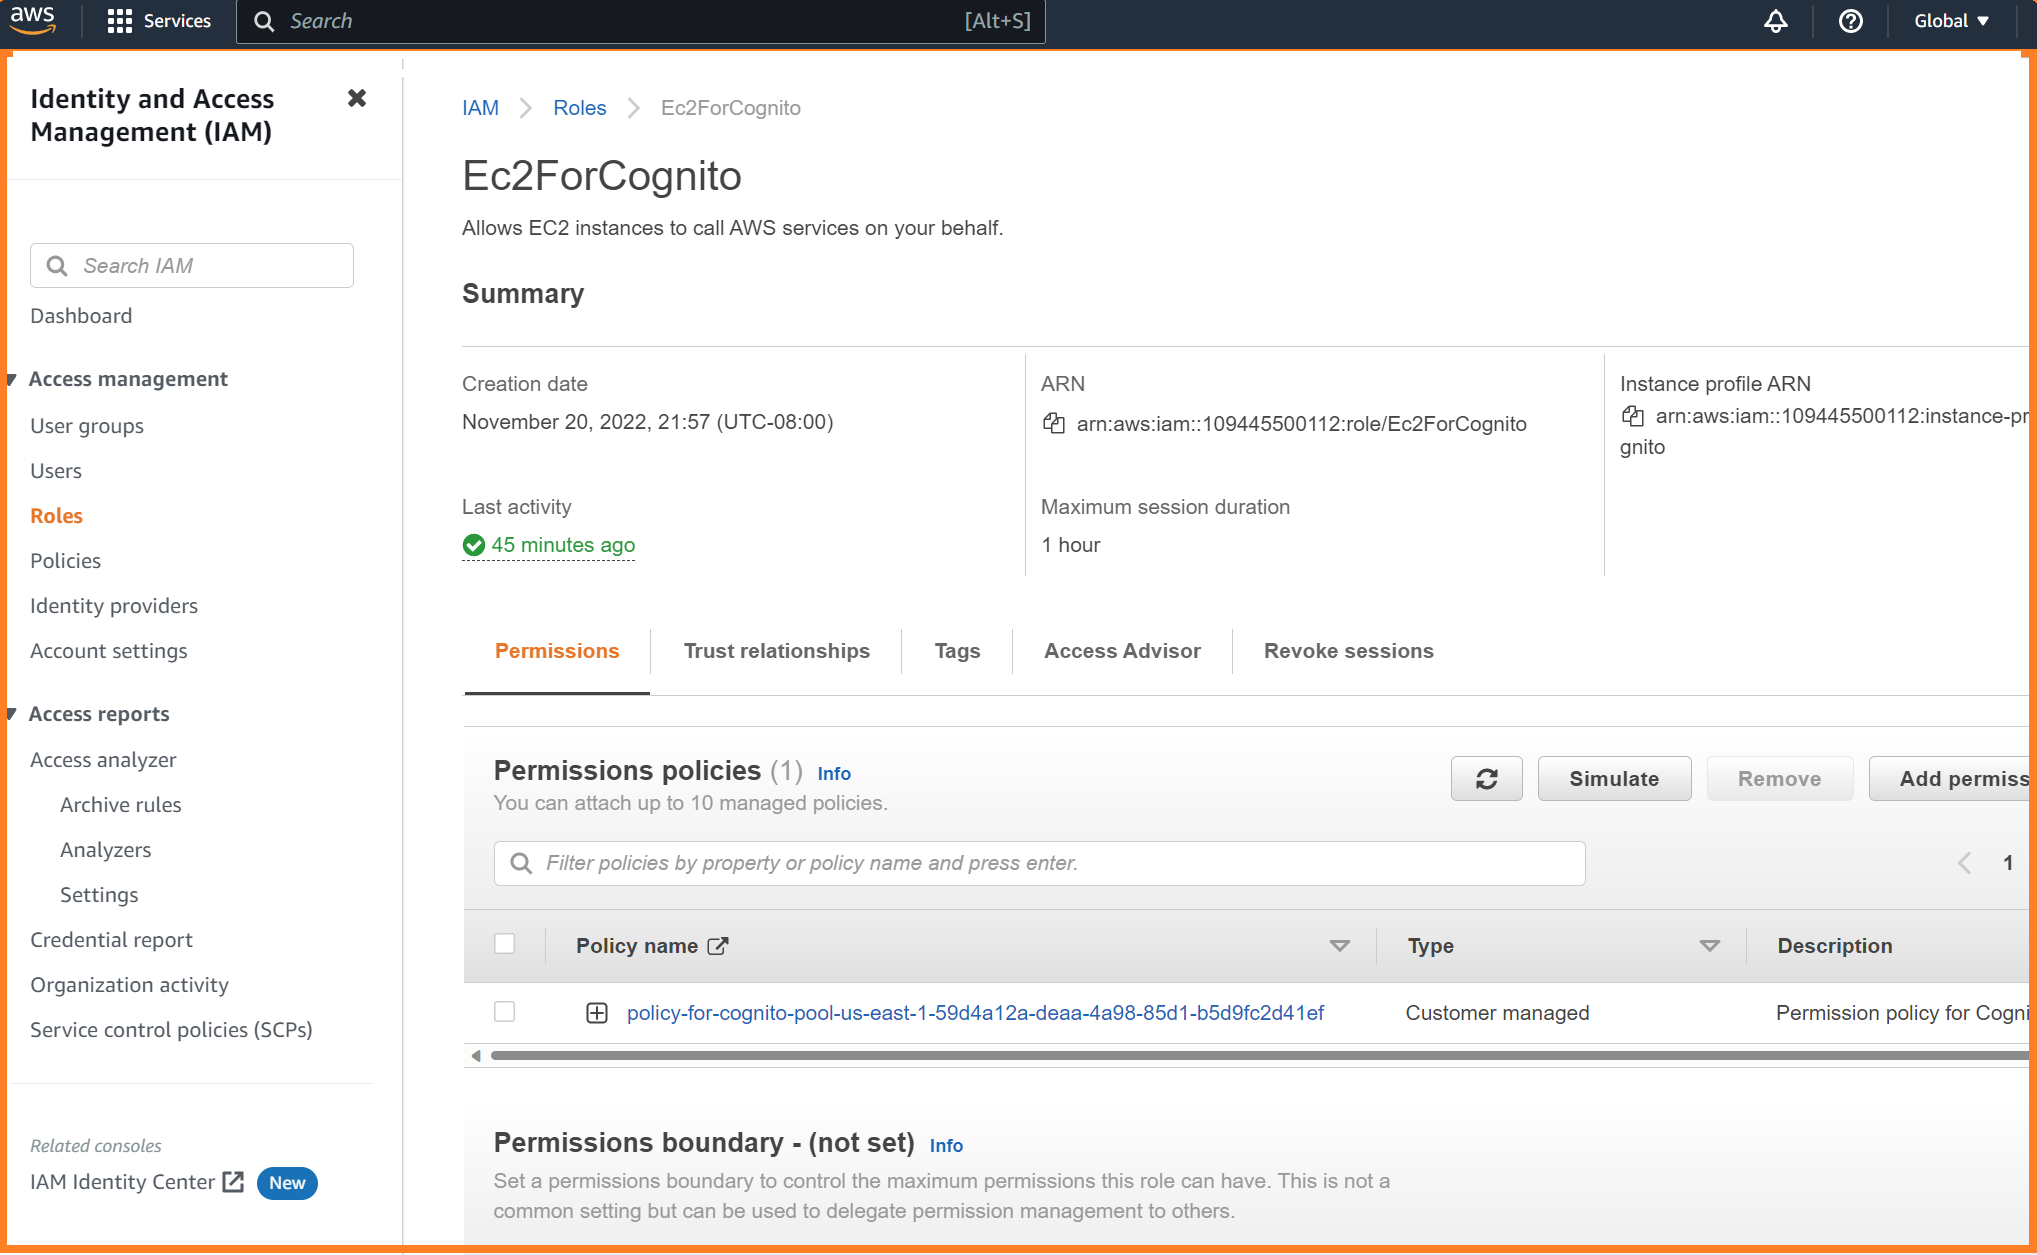 aws
Services
Search
[Alt+S]
Global
Identity and Access
Management (IAM)
Search IAM
Dashboard
Access management
User groups
Users
Roles
Policies
Identity providers
Account settings
Access reports
Access analyzer
Archive rules
Analyzers
Settings
Credential report
Organization activity
Service control policies (SCPs)
Related consoles
IAM Identity Center
New
IAM
Roles
Ec2ForCognito
Ec2ForCognito
Allows EC2 instances to call AWS services on your behalf.
Summary
Creation date
November 20, 2022, 21:57 (UTC-08:00)
ARN
arn:aws:iam::109445500112:role/Ec2ForCognito
Instance profile ARN
arn:aws:iam::109445500112:instance-pr
gnito
Last activity
45 minutes ago
Maximum session duration
1 hour
Permissions
Trust relationships
Tags
Access Advisor
Revoke sessions
Permissions policies (1) Info
You can attach up to 10 managed policies.
Simulate
Remove
Add permiss
Filter policies by property or policy name and press enter.
1
Policy name
Type
Description
policy-for-cognito-pool-us-east-1-59d4a12a-deaa-4a98-85d1-b5d9fc2d41ef
Customer managed
Permission policy for Cogni
Permissions boundary - (not set) Info
Set a permissions boundary to control the maximum permissions this role can have. This is not a
common setting but can be used to delegate permission management to others.